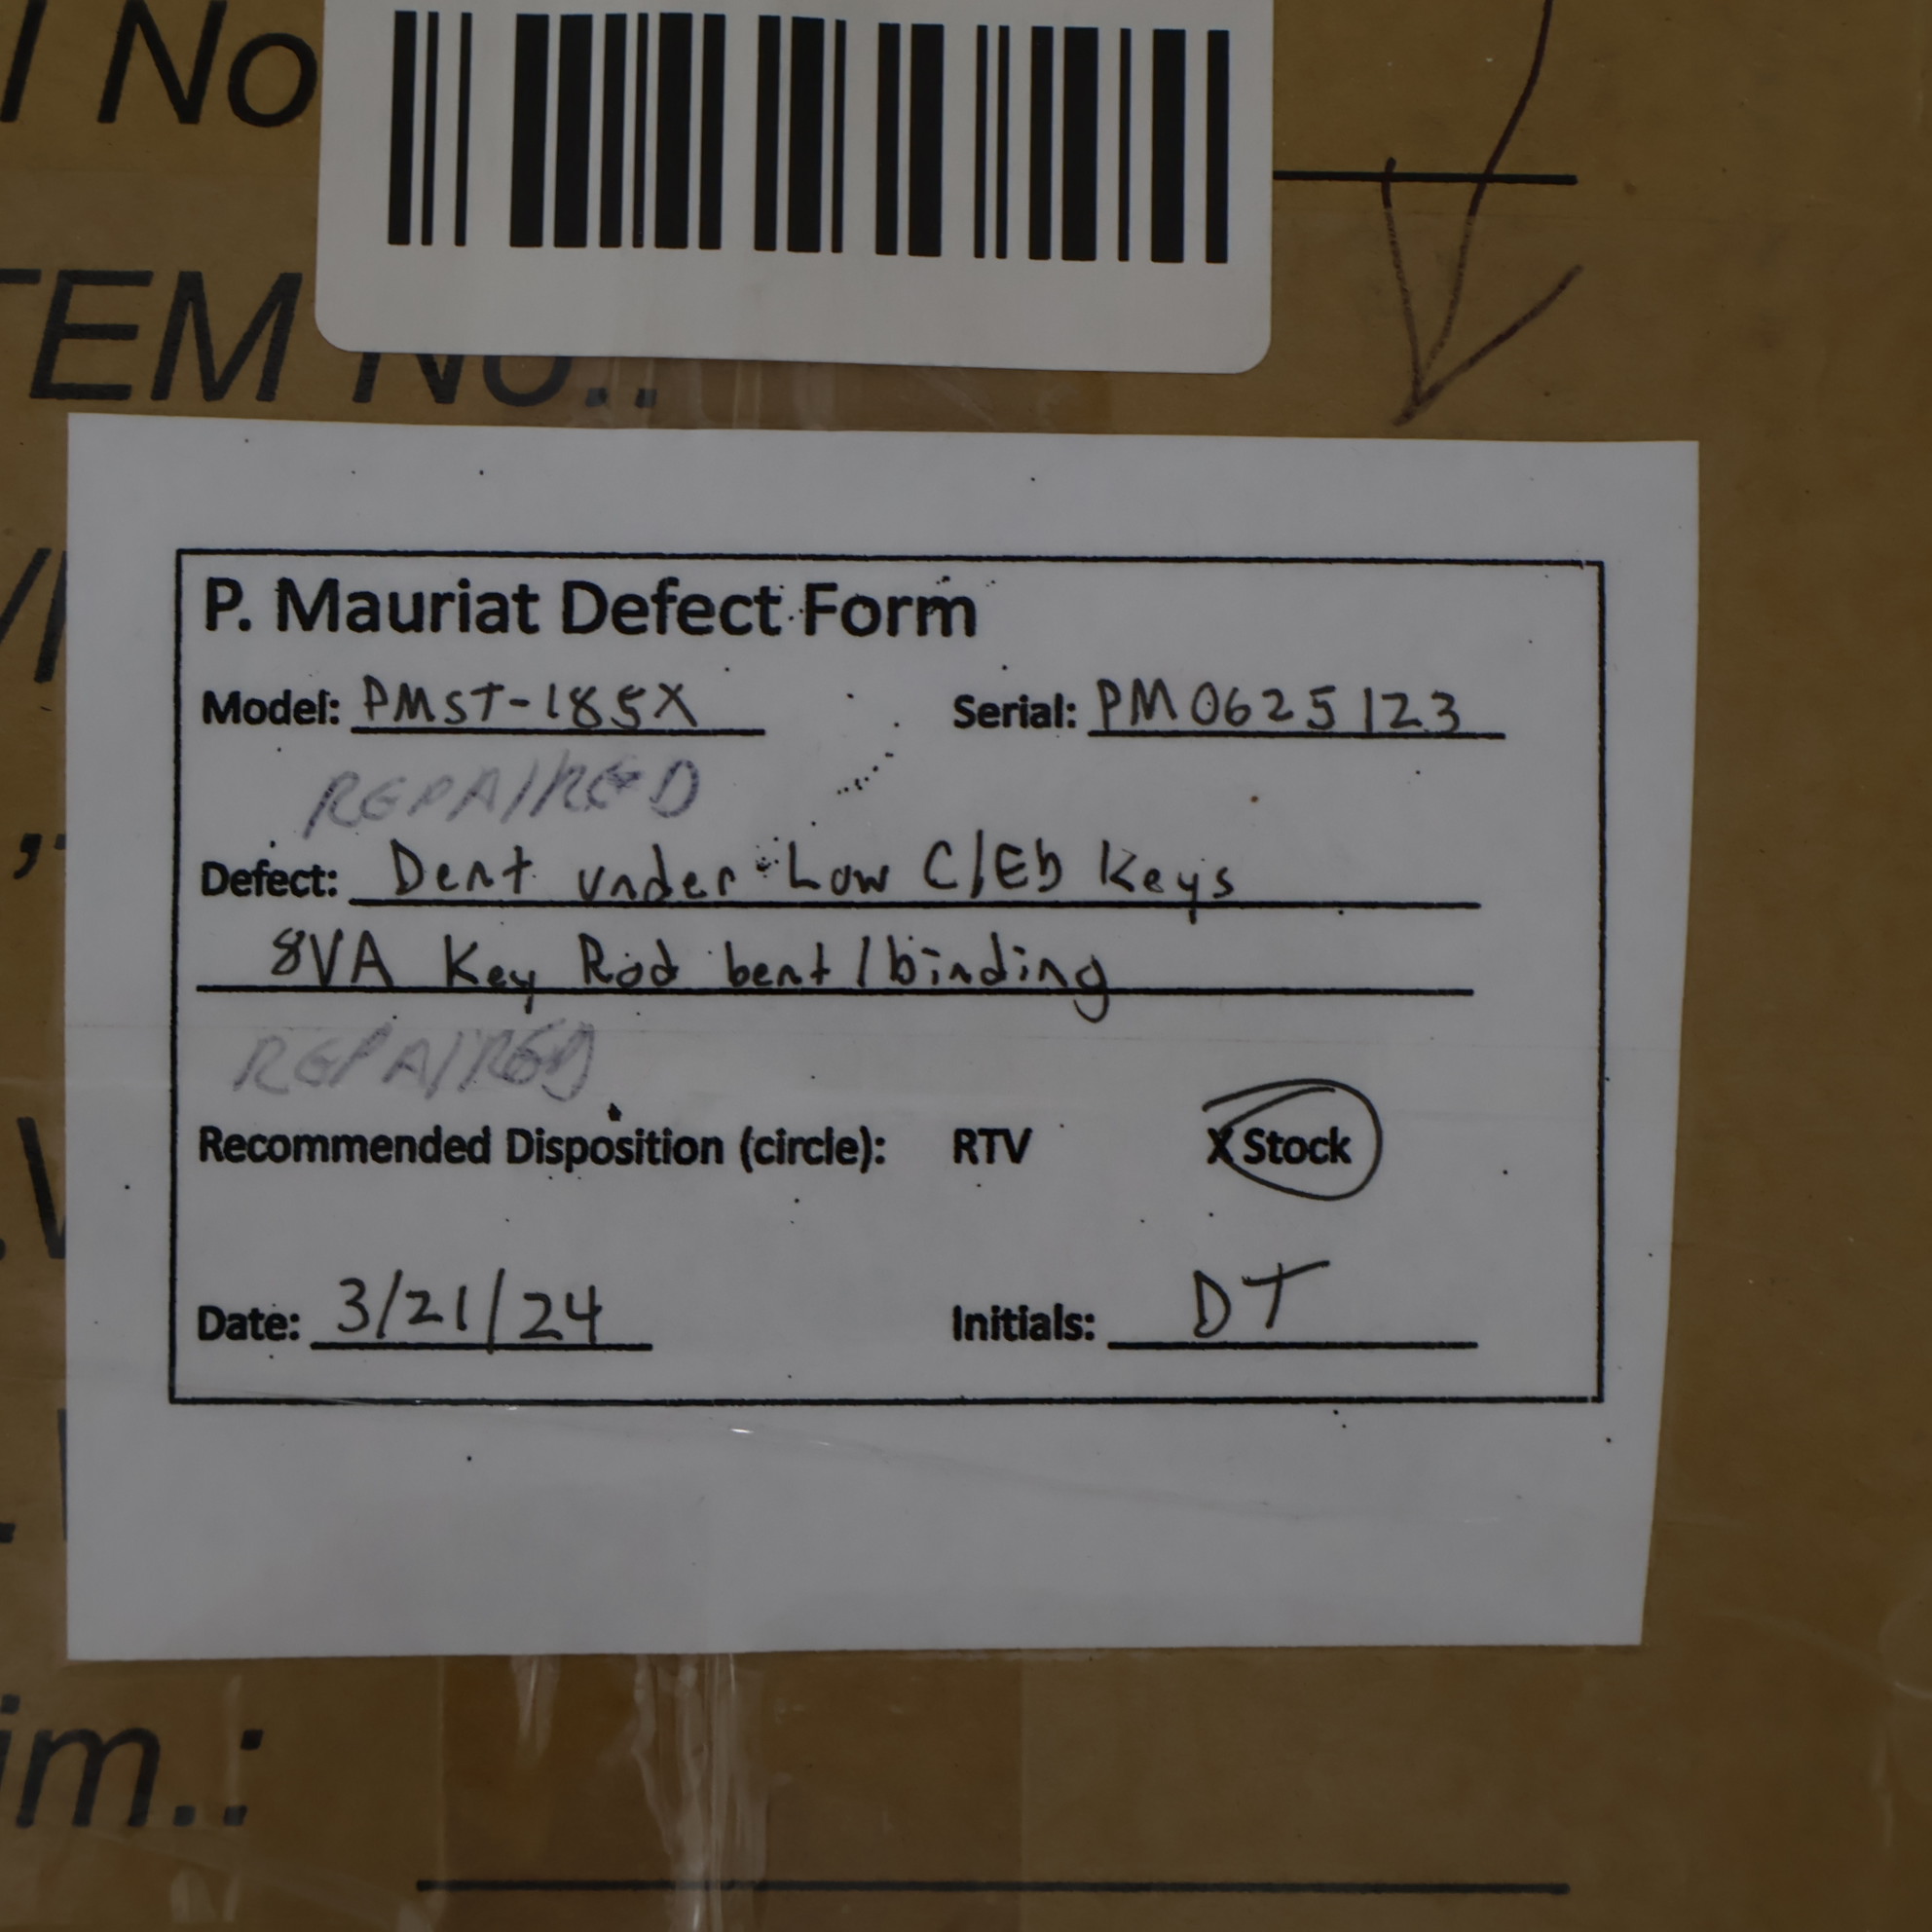 No
TEM No.:
P. Mauriat Defect Form
Model: PMST-185X Serial: PM0625123
REPAIRED
Defect: Dent under Low C/Eb Keys
8VA Key Rod bent/binding
REPAIRED
Recommended Disposition (circle): RTV X Stock
Date: 3/21/24 Initials: DT
im.: